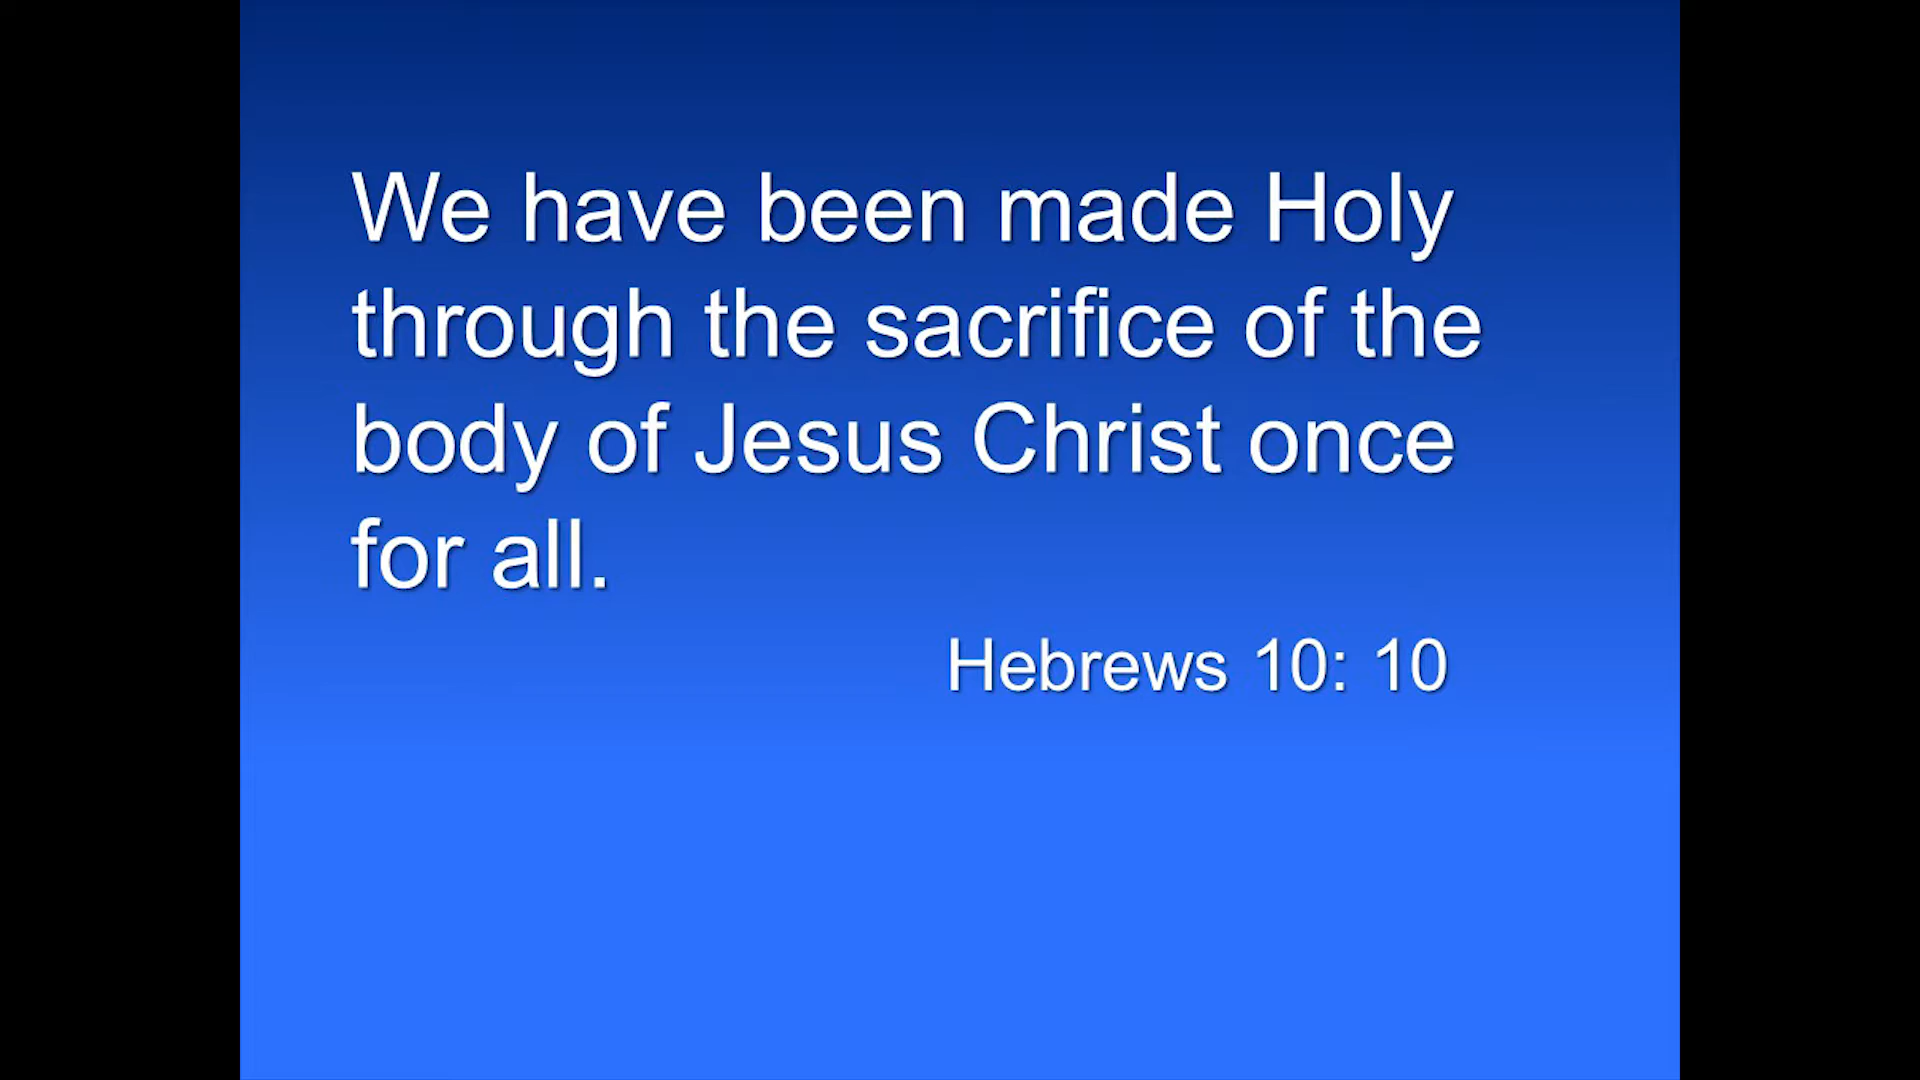 We have been made Holy
through the sacrifice of the
body of Jesus Christ once
for all.
Hebrews 10: 10